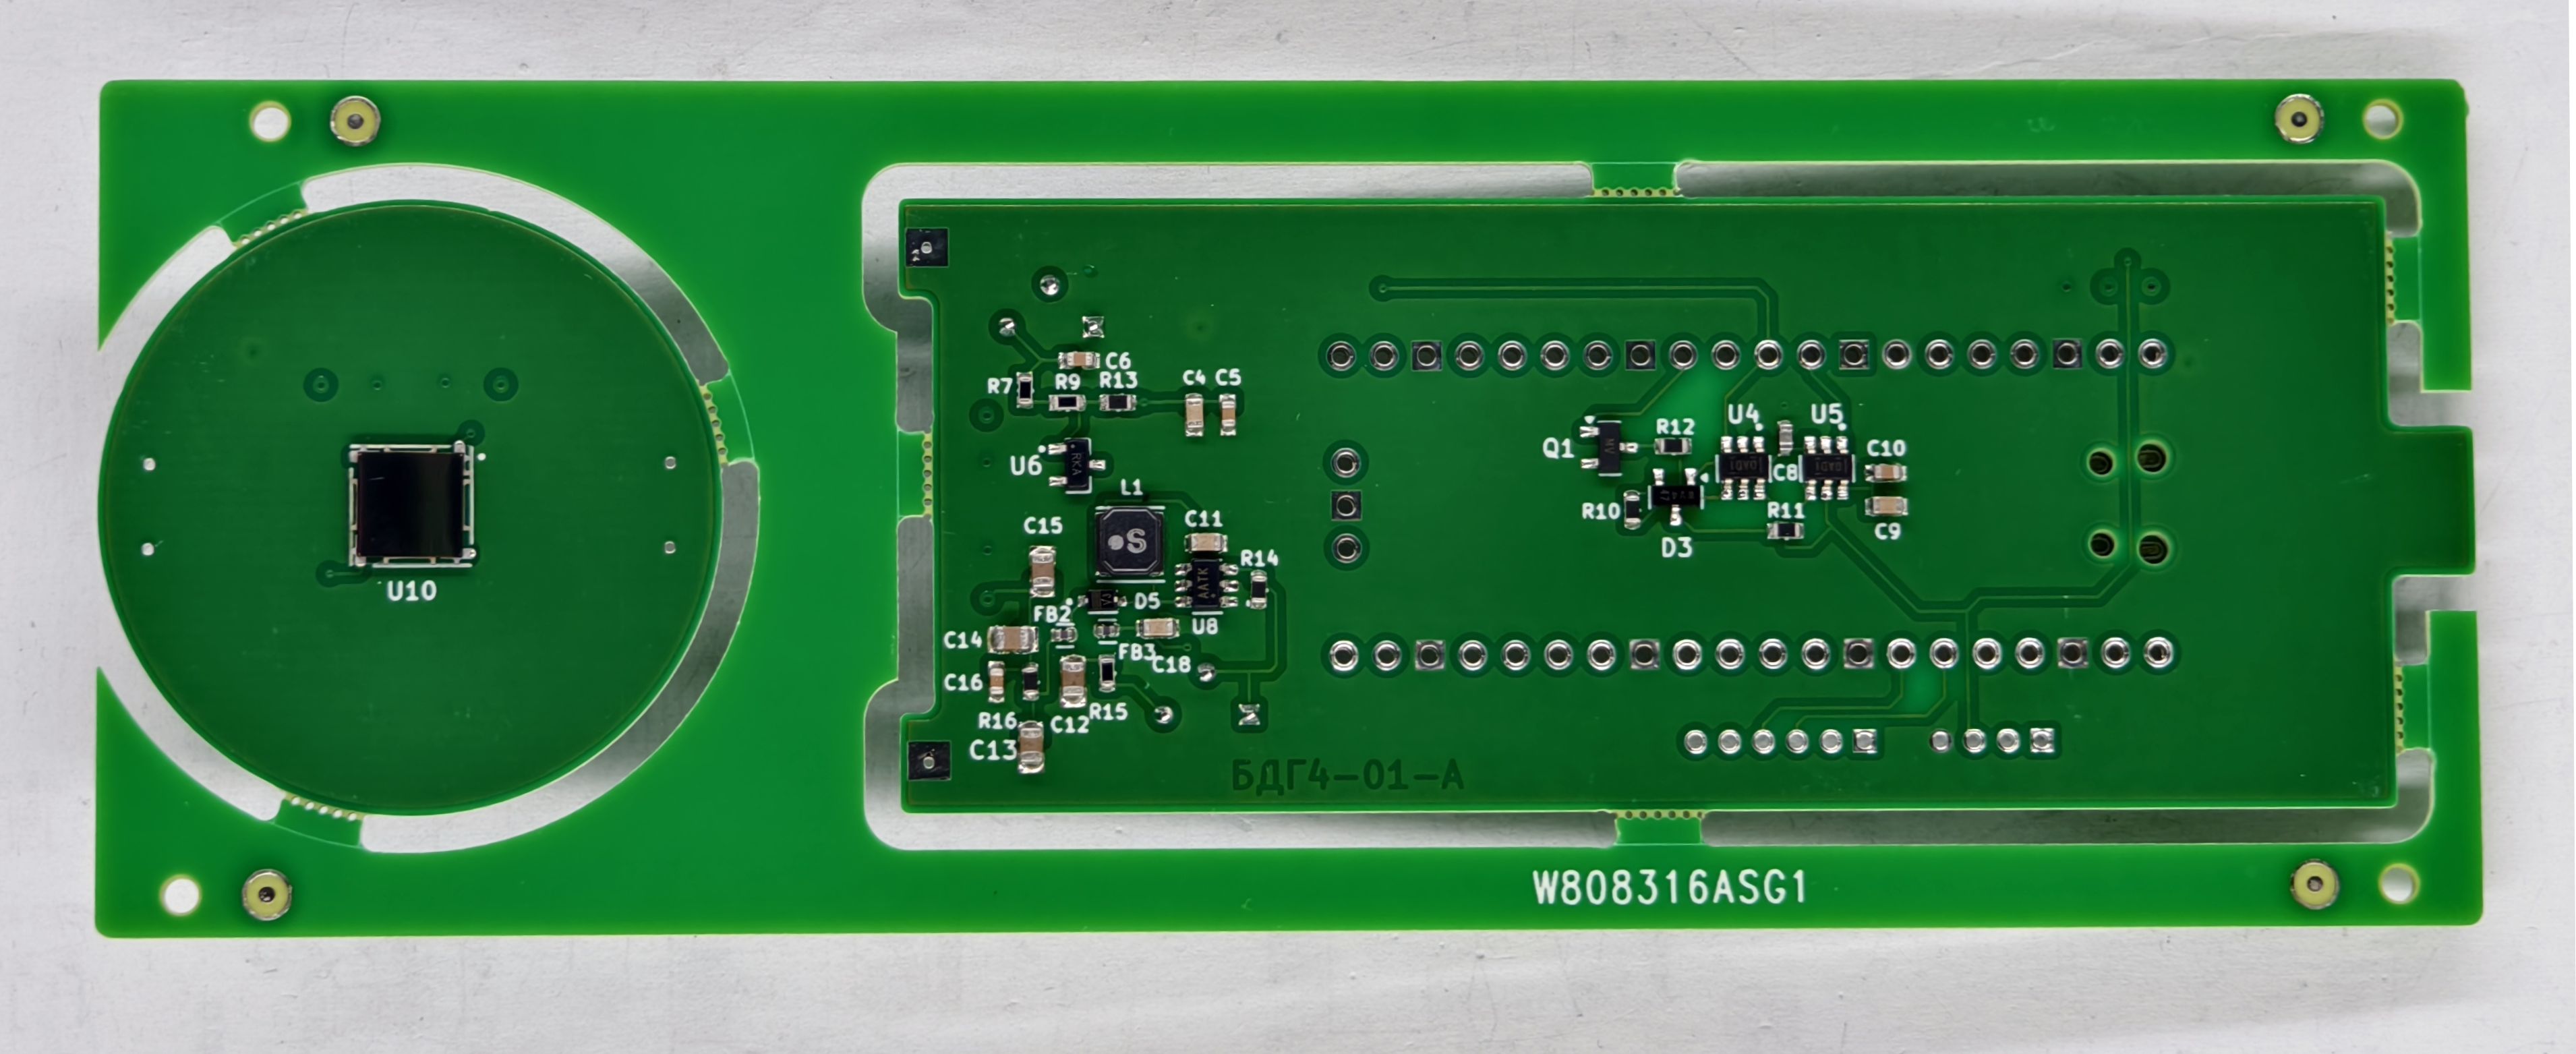 C6
R7 R9 R13 C4 C5
U6
L1
C15 C11
R14
S
AATK
FB2 D5
U8
C14
FB3 C18
C16
R16 C12 R15
C13
U10
Q1 R12 U4 U5
C8 C10
R10 R11 C9
D3
RKA
БДГ4-01-А
W808316ASG1